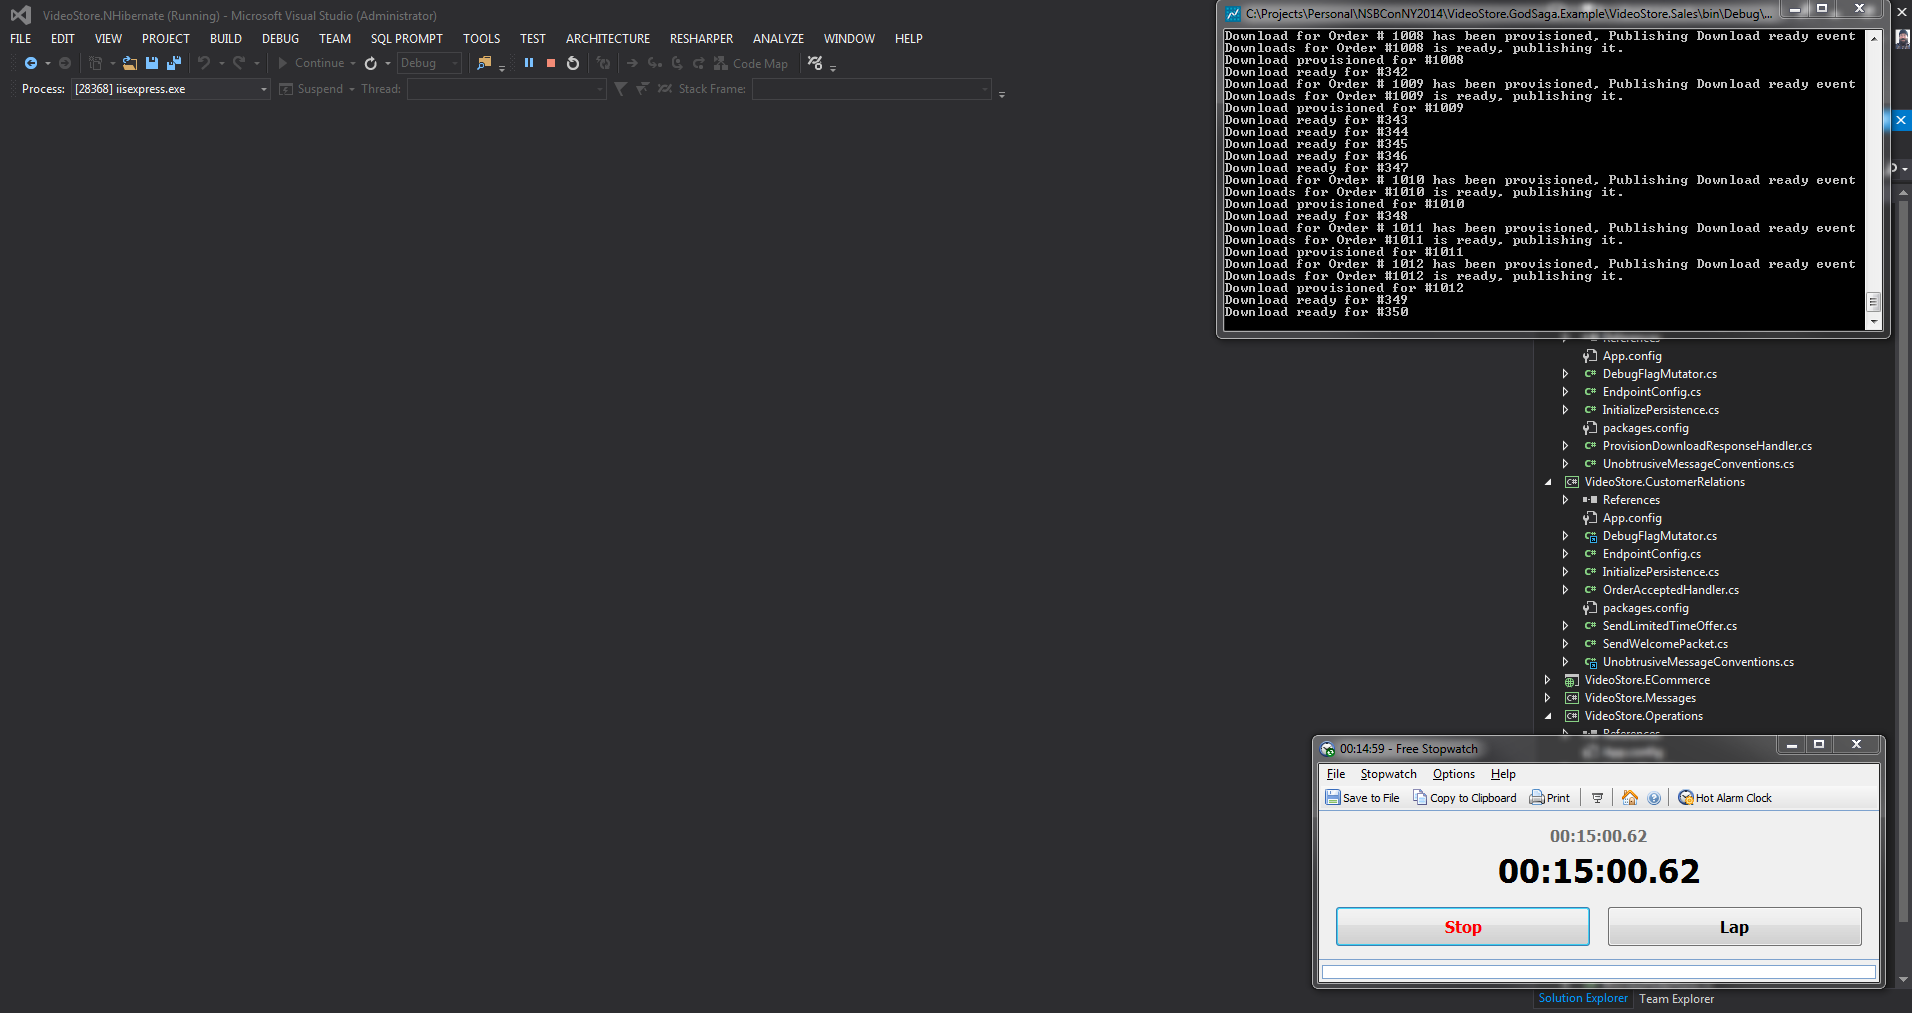 VideoStore.NHibernate (Running) - Microsoft Visual Studio (Administrator)
FILE EDIT VIEW PROJECT BUILD DEBUG TEAM SQL PROMPT TOOLS TEST ARCHITECTURE RESHARPER ANALYZE WINDOW HELP
Continue Debug Code Map
Process: [28368] iisexpress.exe Suspend Thread: Stack Frame:
C:\Projects\Personal\NSBConNY2014\VideoStore.GodSaga.Example\VideoStore.Sales\bin\Debug\...
Download for Order # 1008 has been provisioned, Publishing Download ready event
Downloads for Order #1008 is ready, publishing it.
Download provisioned for #1008
Download ready for #342
Download for Order # 1009 has been provisioned, Publishing Download ready event
Downloads for Order #1009 is ready, publishing it.
Download provisioned for #1009
Download ready for #343
Download ready for #344
Download ready for #345
Download ready for #346
Download ready for #347
Download for Order # 1010 has been provisioned, Publishing Download ready event
Downloads for Order #1010 is ready, publishing it.
Download provisioned for #1010
Download ready for #348
Download for Order # 1011 has been provisioned, Publishing Download ready event
Downloads for Order #1011 is ready, publishing it.
Download provisioned for #1011
Download for Order # 1012 has been provisioned, Publishing Download ready event
Downloads for Order #1012 is ready, publishing it.
Download provisioned for #1012
Download ready for #349
Download ready for #350
References
App.config
DebugFlagMutator.cs
EndpointConfig.cs
InitializePersistence.cs
packages.config
ProvisionDownloadResponseHandler.cs
UnobtrusiveMessageConventions.cs
VideoStore.CustomerRelations
References
App.config
DebugFlagMutator.cs
EndpointConfig.cs
InitializePersistence.cs
OrderAcceptedHandler.cs
packages.config
SendLimitedTimeOffer.cs
SendWelcomePacket.cs
UnobtrusiveMessageConventions.cs
VideoStore.ECommerce
VideoStore.Messages
VideoStore.Operations
References
App.config
00:14:59 - Free Stopwatch
File Stopwatch Options Help
Save to File Copy to Clipboard Print Hot Alarm Clock
00:15:00.62
00:15:00.62
Stop Lap
Solution Explorer Team Explorer